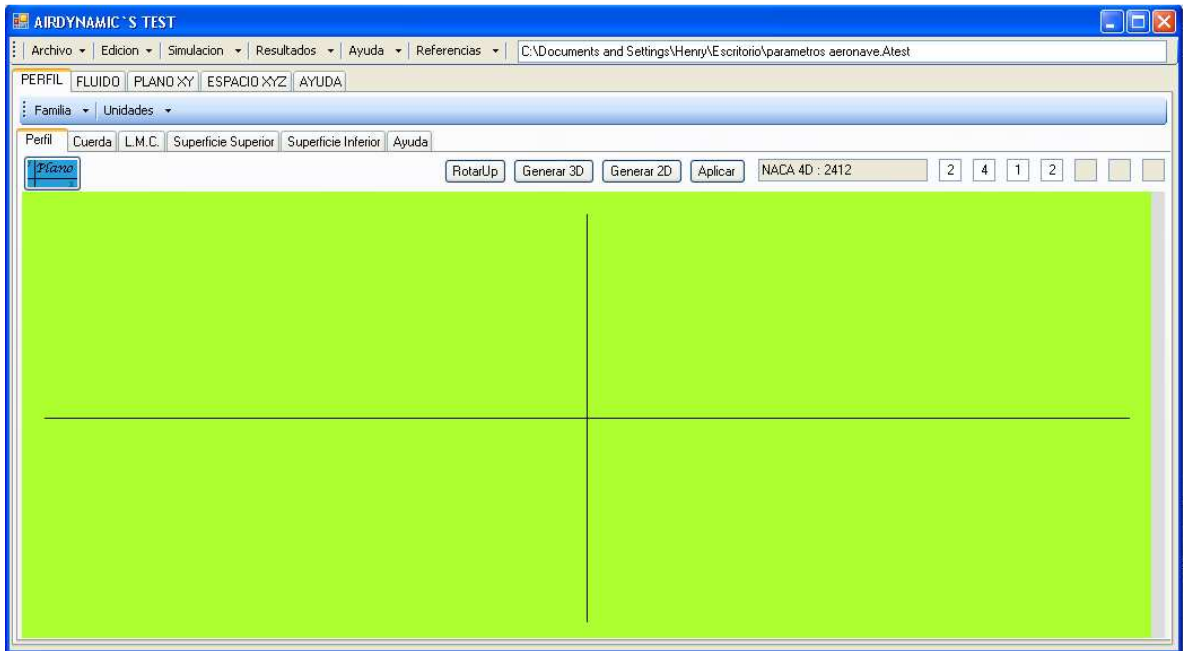 AIRDYNAMIC`S TEST
Archivo Edicion Simulacion Resultados Ayuda Referencias C:\Documents and Settings\Henry\Escritorio\parametros aeronave.Atest
PERFIL FLUIDO PLANO XY ESPACIO XYZ AYUDA
Familia Unidades
Perfil Cuerda L.M.C. Superficie Superior Superficie Inferior Ayuda
Plano RotarUp Generar 3D Generar 2D Aplicar NACA 4D : 2412 2 4 1 2